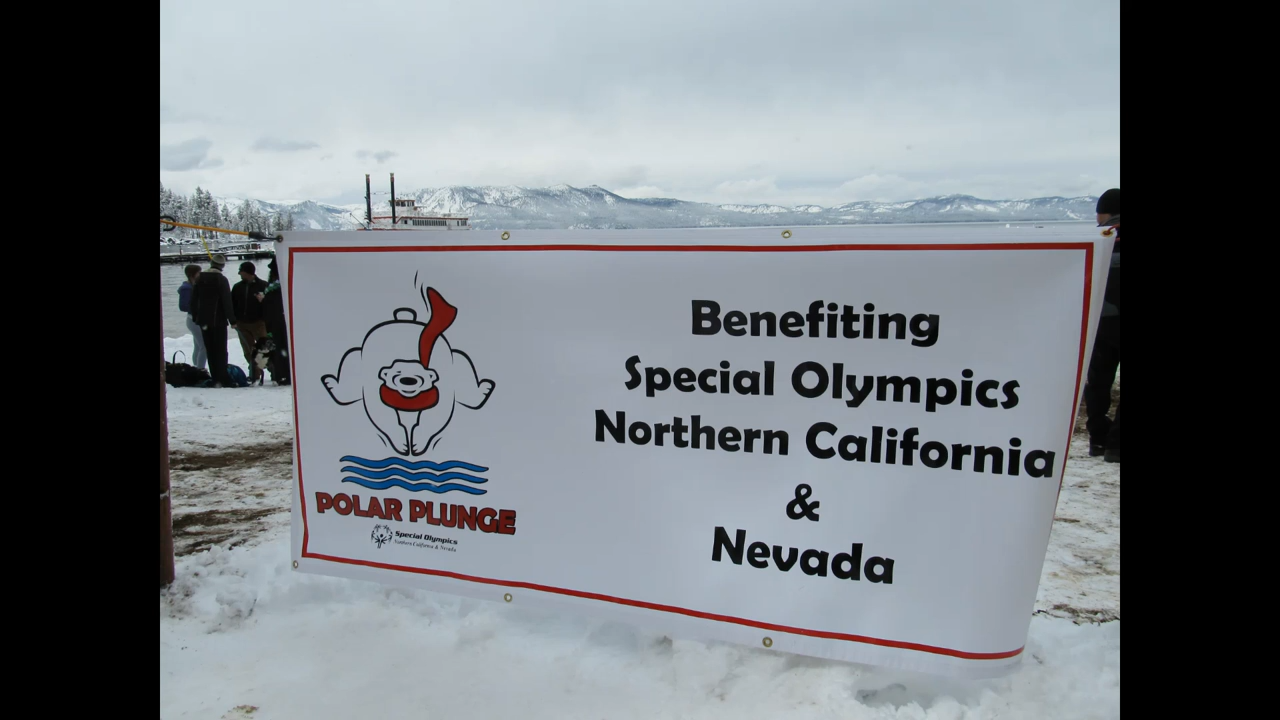 POLAR PLUNGE
Special Olympics
Northern California & Nevada
Benefiting
Special Olympics
Northern California
&
Nevada